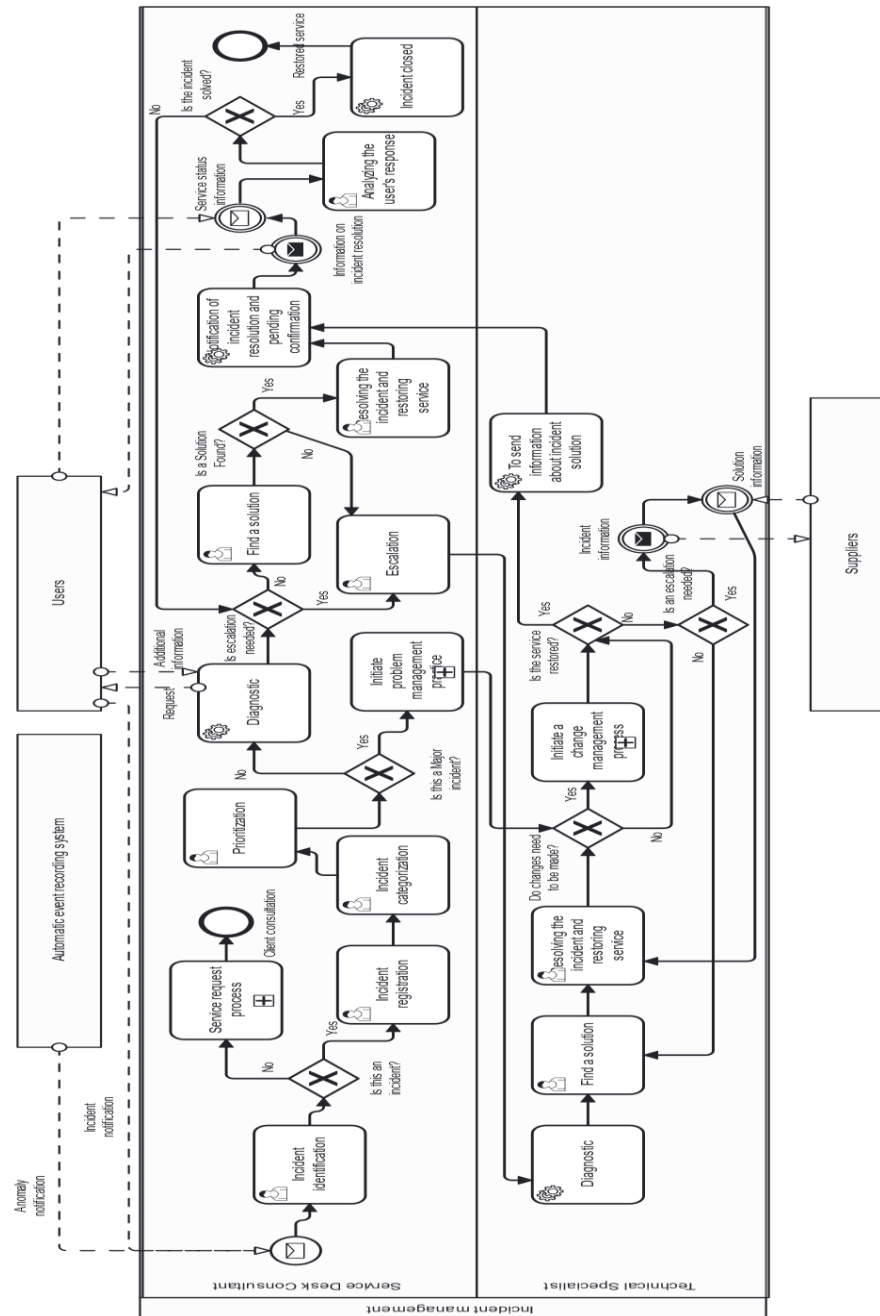 Automatic event recording system
Users
Anomaly
notification
Incident
notification
Request
Additional
information
Incident management
Service Desk Consultant
Technical Specialist
Incident
identification
Is this an
incident?
No
Yes
Service request
process
Client consultation
Incident
registration
Incident
categorization
Prioritization
Is this a Major
incident?
No
Yes
Initiate
problem
management
practice
Diagnostic
Is escalation
needed?
No
Yes
Find a solution
Escalation
Is a Solution
Found?
Yes
No
Resolving the
incident and
restoring
service
Notification of
incident
resolution and
pending
confirmation
Information on
incident resolution
Service status
information
Analyzing the
user's response
Is the incident
solved?
No
Yes
Incident closed
Restored service
Diagnostic
Find a solution
Resolving the
incident and
restoring
service
Do changes need
to be made?
Yes
No
Initiate a
change
management
process
Is the service
restored?
Yes
No
To send
information
about incident
solution
Is an escalation
needed?
No
Yes
Incident
information
Solution
information
Suppliers